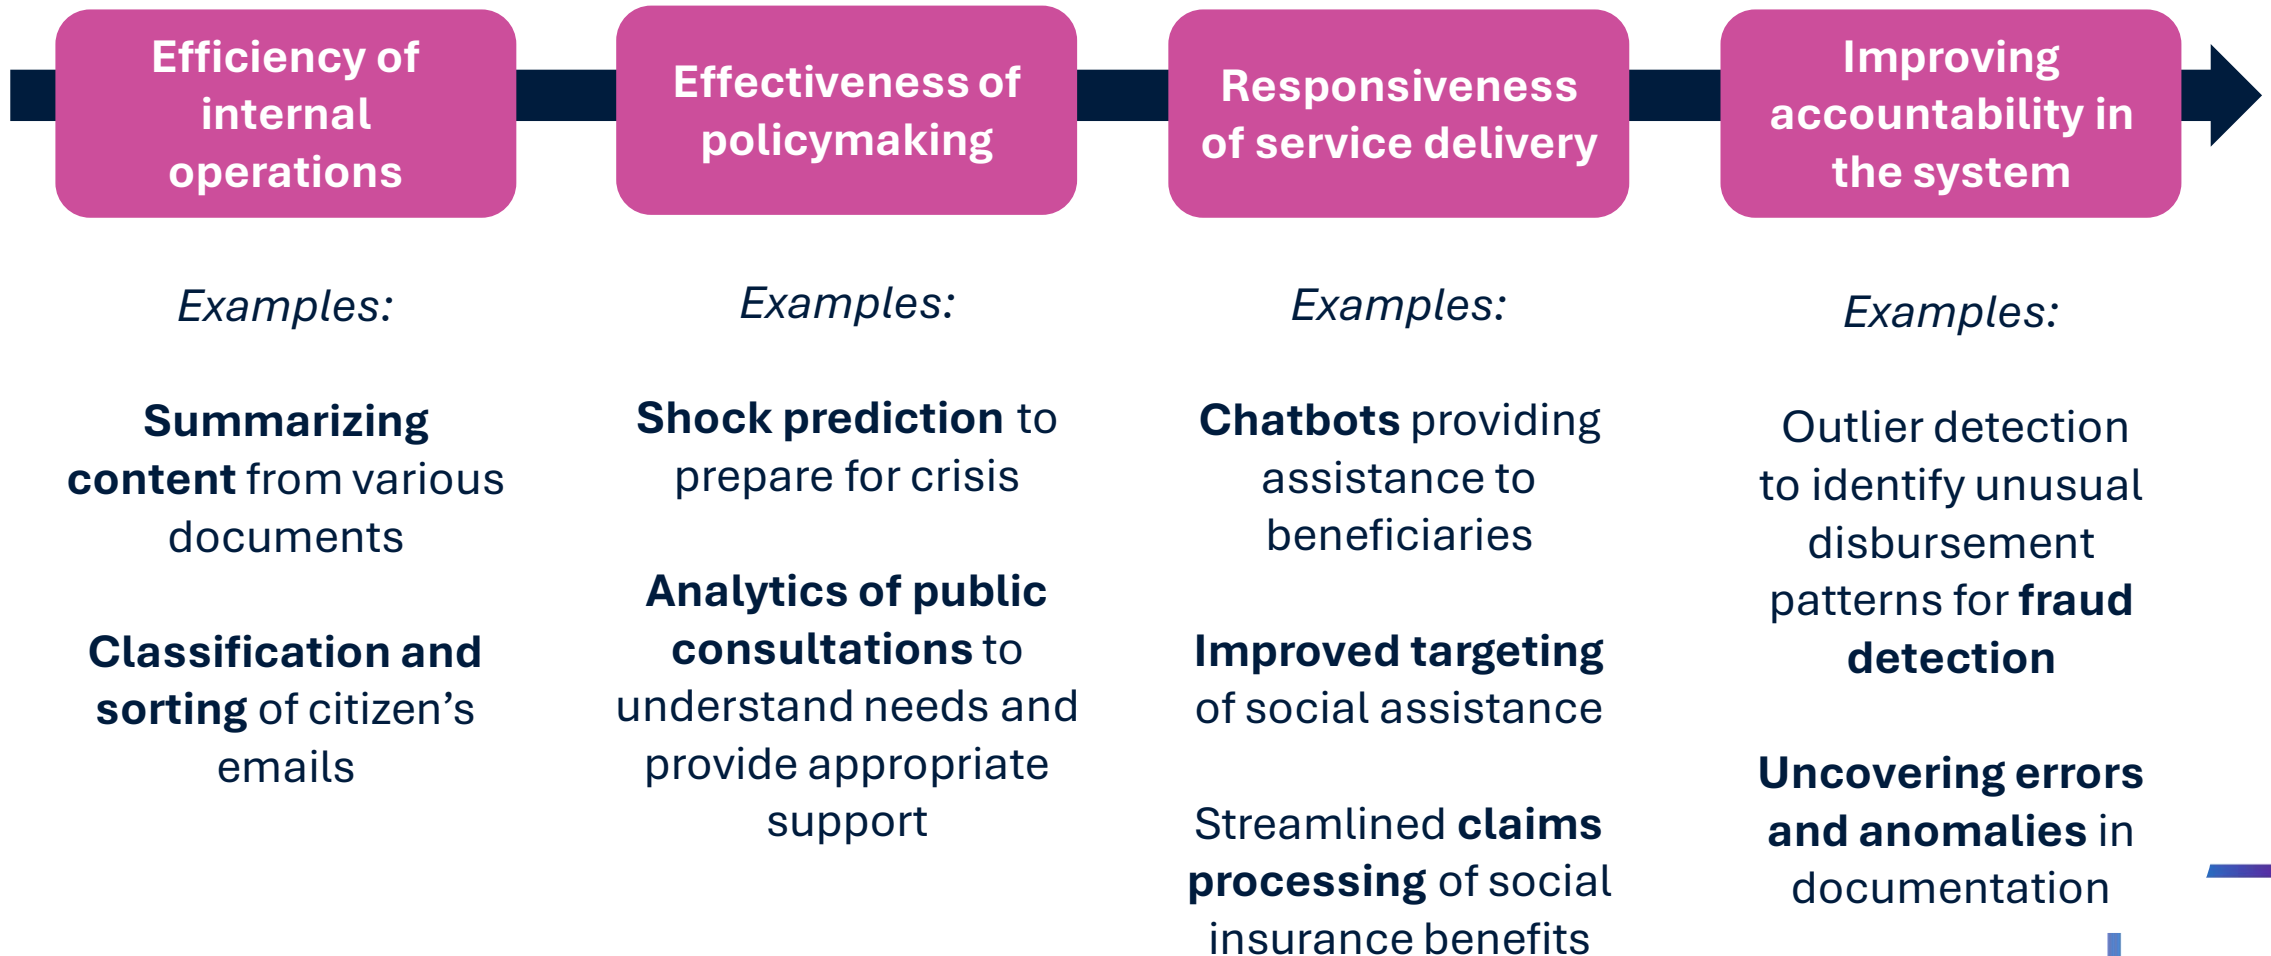 Efficiency of
internal
operations
Effectiveness of
policymaking
Responsiveness
of service delivery
Improving
accountability in
the system
Examples:
Summarizing
content from various
documents
Classification and
sorting of citizen’s
emails
Examples:
Shock prediction to
prepare for crisis
Analytics of public
consultations to
understand needs and
provide appropriate
support
Examples:
Chatbots providing
assistance to
beneficiaries
Improved targeting
of social assistance
Streamlined claims
processing of social
insurance benefits
Examples:
Outlier detection
to identify unusual
disbursement
patterns for fraud
detection
Uncovering errors
and anomalies in
documentation